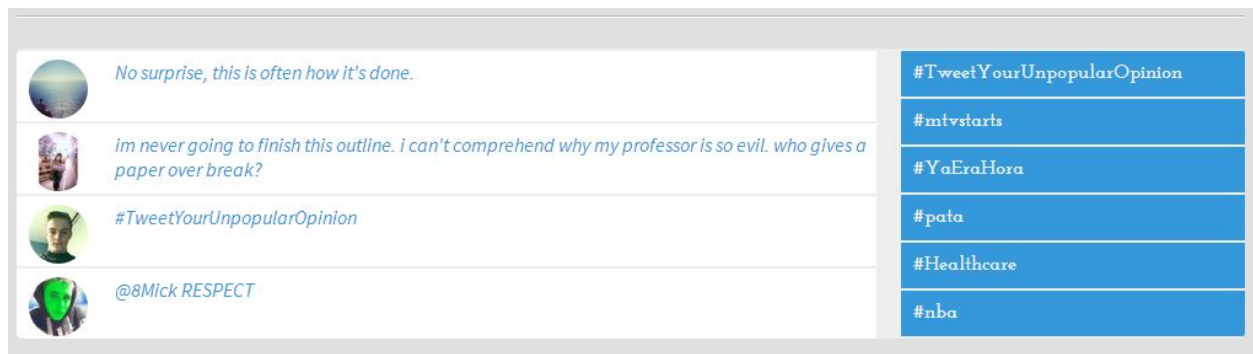 No surprise, this is often how it's done.
im never going to finish this outline. i can't comprehend why my professor is so evil. who gives a
paper over break?
#TweetYourUnpopularOpinion
@8Mick RESPECT
#TweetYourUnpopularOpinion
#mtvstarts
#YaEraHora
#pata
#Healthcare
#nba